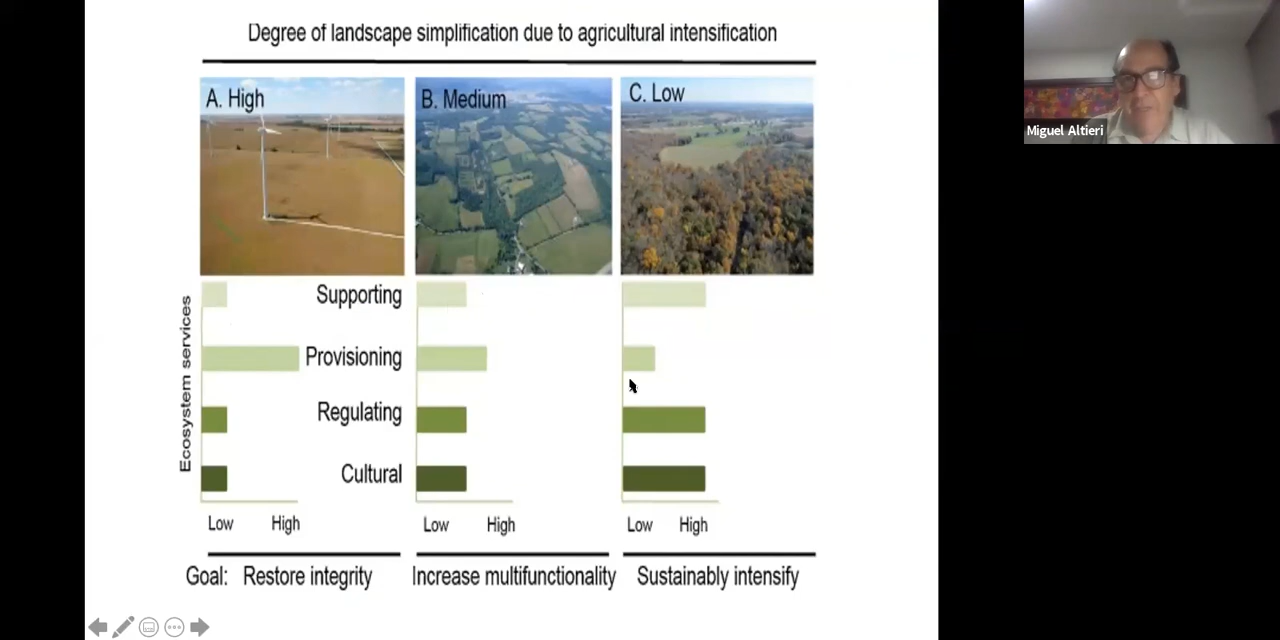 Degree of landscape simplification due to agricultural intensification
A. High
B. Medium
C. Low
Miguel Altieri
Ecosystem services
Supporting
Provisioning
Regulating
Cultural
Low High
Low High
Low High
Goal: Restore integrity
Increase multifunctionality
Sustainably intensify